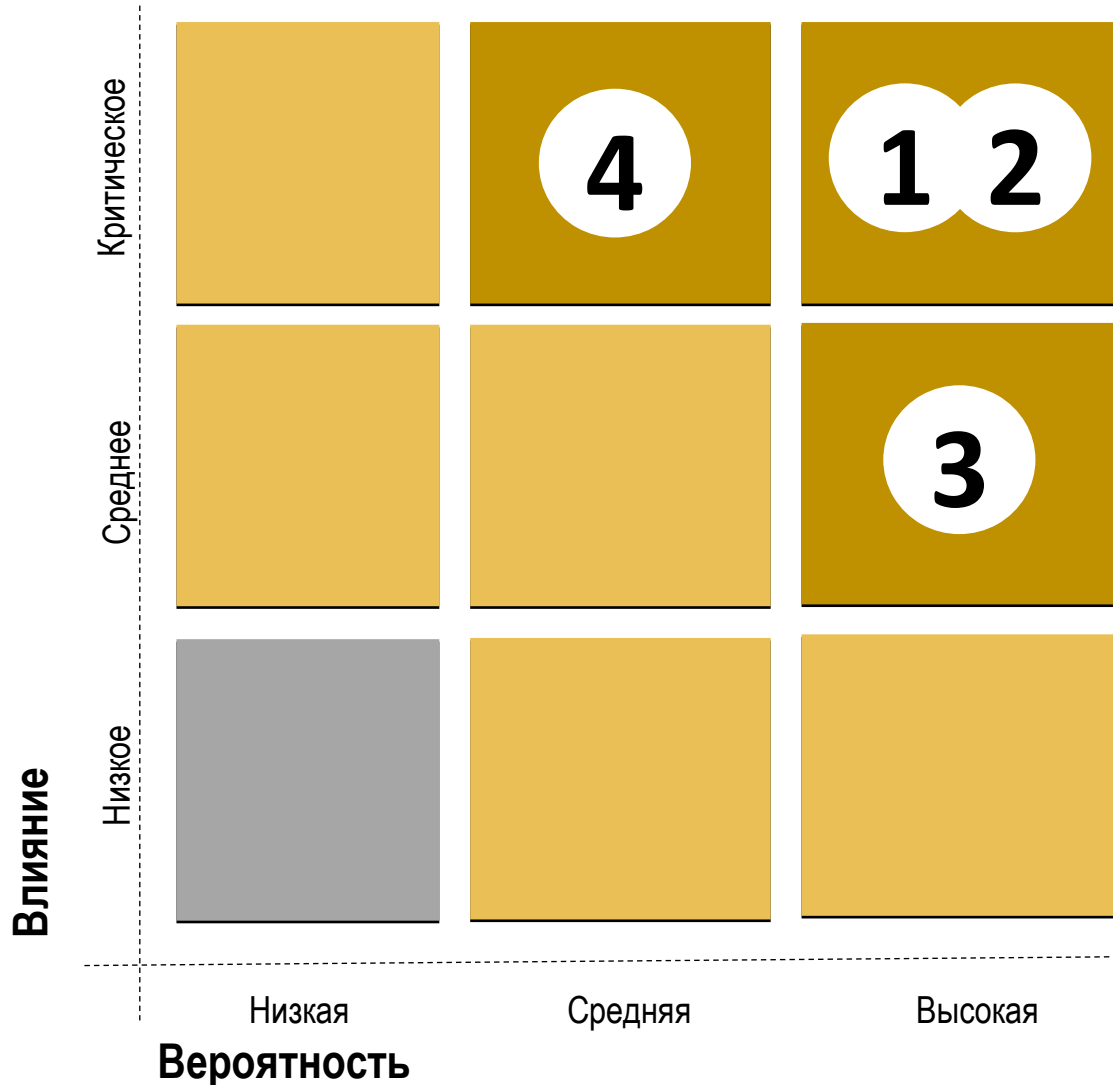 Критическое
4
1 2
Среднее
3
Низкое
Влияние
Низкая
Средняя
Высокая
Вероятность